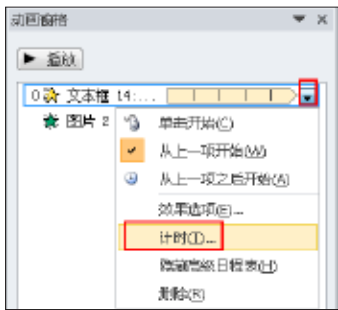 动画窗格
播放
0 文本框 14:...
图片 2
单击开始(C)
从上一项开始(W)
从上一项之后开始(A)
效果选项(E)...
计时(T)...
隐藏高级日程表(H)
删除(R)